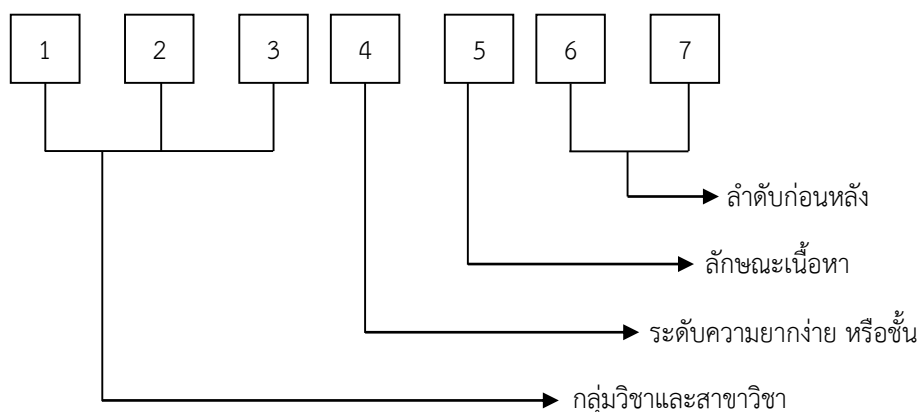 1 2 3 4 5 6 7
ลำดับก่อนหลัง
ลักษณะเนื้อหา
ระดับความยากง่าย หรือชั้น
กลุ่มวิชาและสาขาวิชา